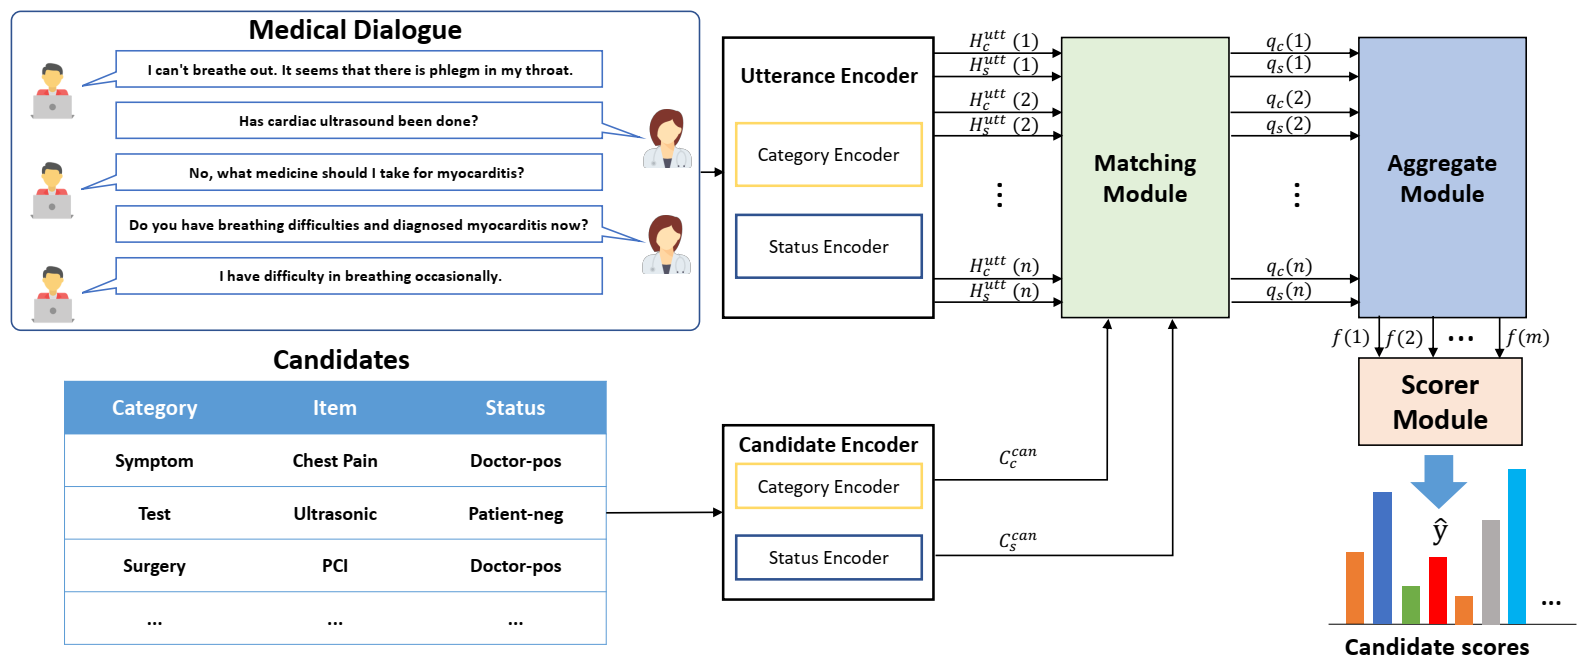 Medical Dialogue
I can't breathe out. It seems that there is phlegm in my throat.
Has cardiac ultrasound been done?
No, what medicine should I take for myocarditis?
Do you have breathing difficulties and diagnosed myocarditis now?
I have difficulty in breathing occasionally.
Utterance Encoder
Category Encoder
Status Encoder
H_c^{utt} (1)
H_s^{utt} (1)
H_c^{utt} (2)
H_s^{utt} (2)
⋮
H_c^{utt} (n)
H_s^{utt} (n)
Matching
Module
q_c(1)
q_s(1)
q_c(2)
q_s(2)
⋮
q_c(n)
q_s(n)
Aggregate
Module
f(1) f(2) ... f(m)
Scorer
Module
ŷ
...
Candidate scores
Candidates
Category Item Status
Symptom Chest Pain Doctor-pos
Test Ultrasonic Patient-neg
Surgery PCI Doctor-pos
... ... ...
Candidate Encoder
Category Encoder
Status Encoder
C_c^{can}
C_s^{can}